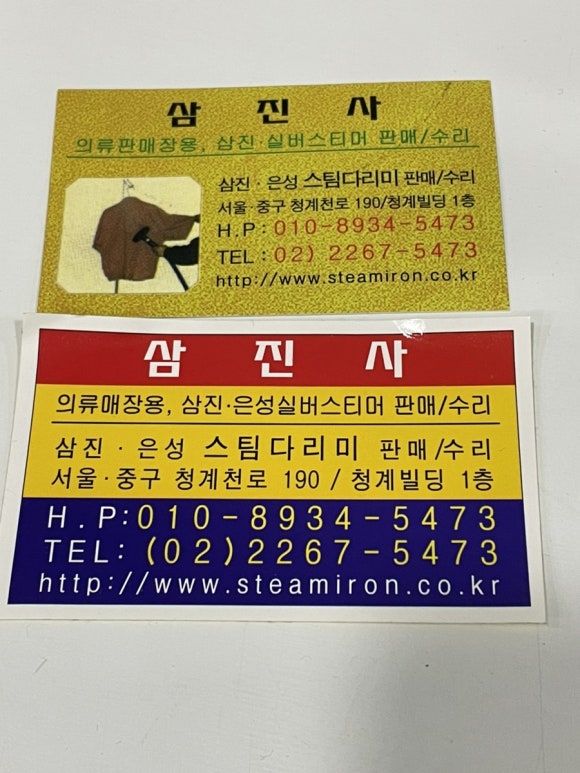 삼 진 사
의류판매장용, 삼진·실버스티머 판매/수리
삼진·은성 스팀다리미 판매/수리
서울·중구 청계천로 190/청계빌딩 1층
H.P:010-8934-5473
TEL:02) 2267-5473
http://www.steamiron.co.kr
삼 진 사
의류매장용, 삼진·은성실버스티머 판매/수리
삼진·은성 스팀다리미 판매/수리
서울·중구 청계천로 190 / 청계빌딩 1층
H.P:010-8934-5473
TEL: (02)2267-5473
http://www.steamiron.co.kr